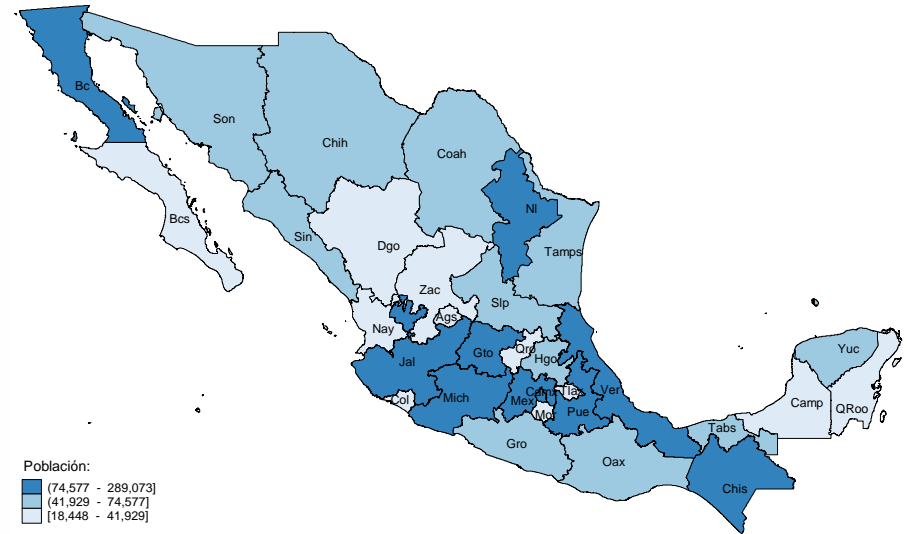 Bc
Son
Chih
Coah
Bcs
Nl
Sin
Dgo
Tamps
Zac
Slp
Ags
Nay
Qro
Yuc
Jal
Gto
Hgo
Ver
Col
Mich
Mex
Cdmx
Tlax
Camp
QRoo
Mor
Pue
Tabs
Gro
Oax
Chis
Población:
(74,577 - 289,073]
(41,929 - 74,577]
[18,448 - 41,929]